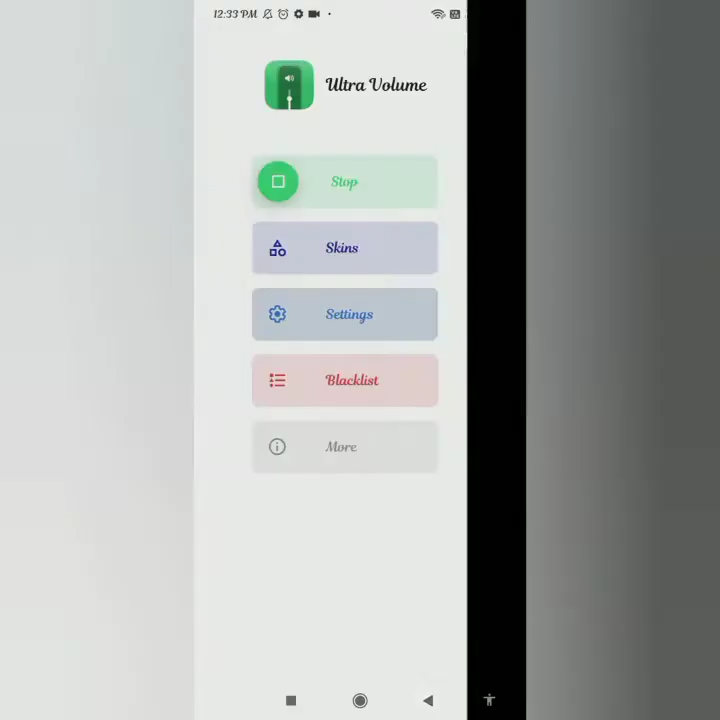 12:33 PM
Ultra Volume
Stop
Skins
Settings
Blacklist
More